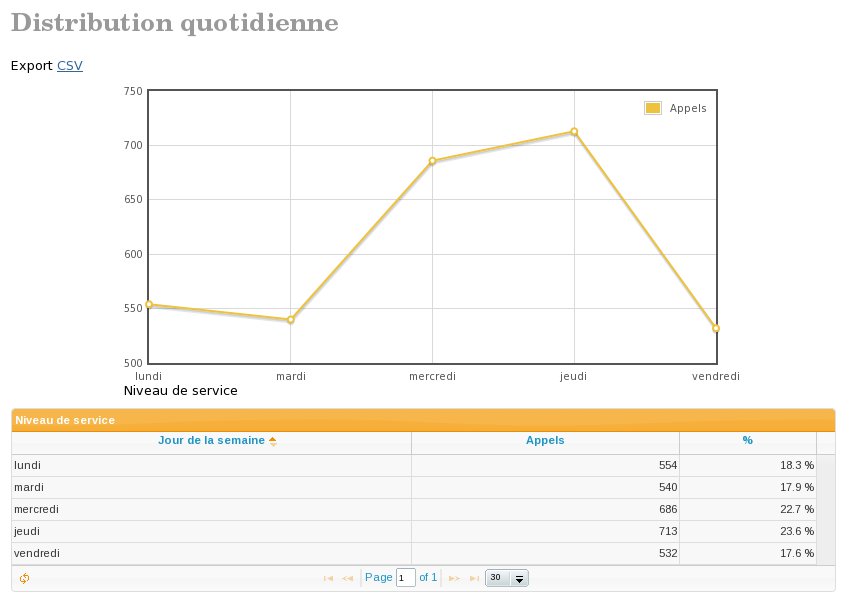 Distribution quotidienne
Export CSV
750
Appels
700
650
600
550
500
lundi mardi mercredi jeudi vendredi
Niveau de service
Niveau de service
Jour de la semaine Appels %
lundi 554 18.3 %
mardi 540 17.9 %
mercredi 686 22.7 %
jeudi 713 23.6 %
vendredi 532 17.6 %
Page 1 of 1 30